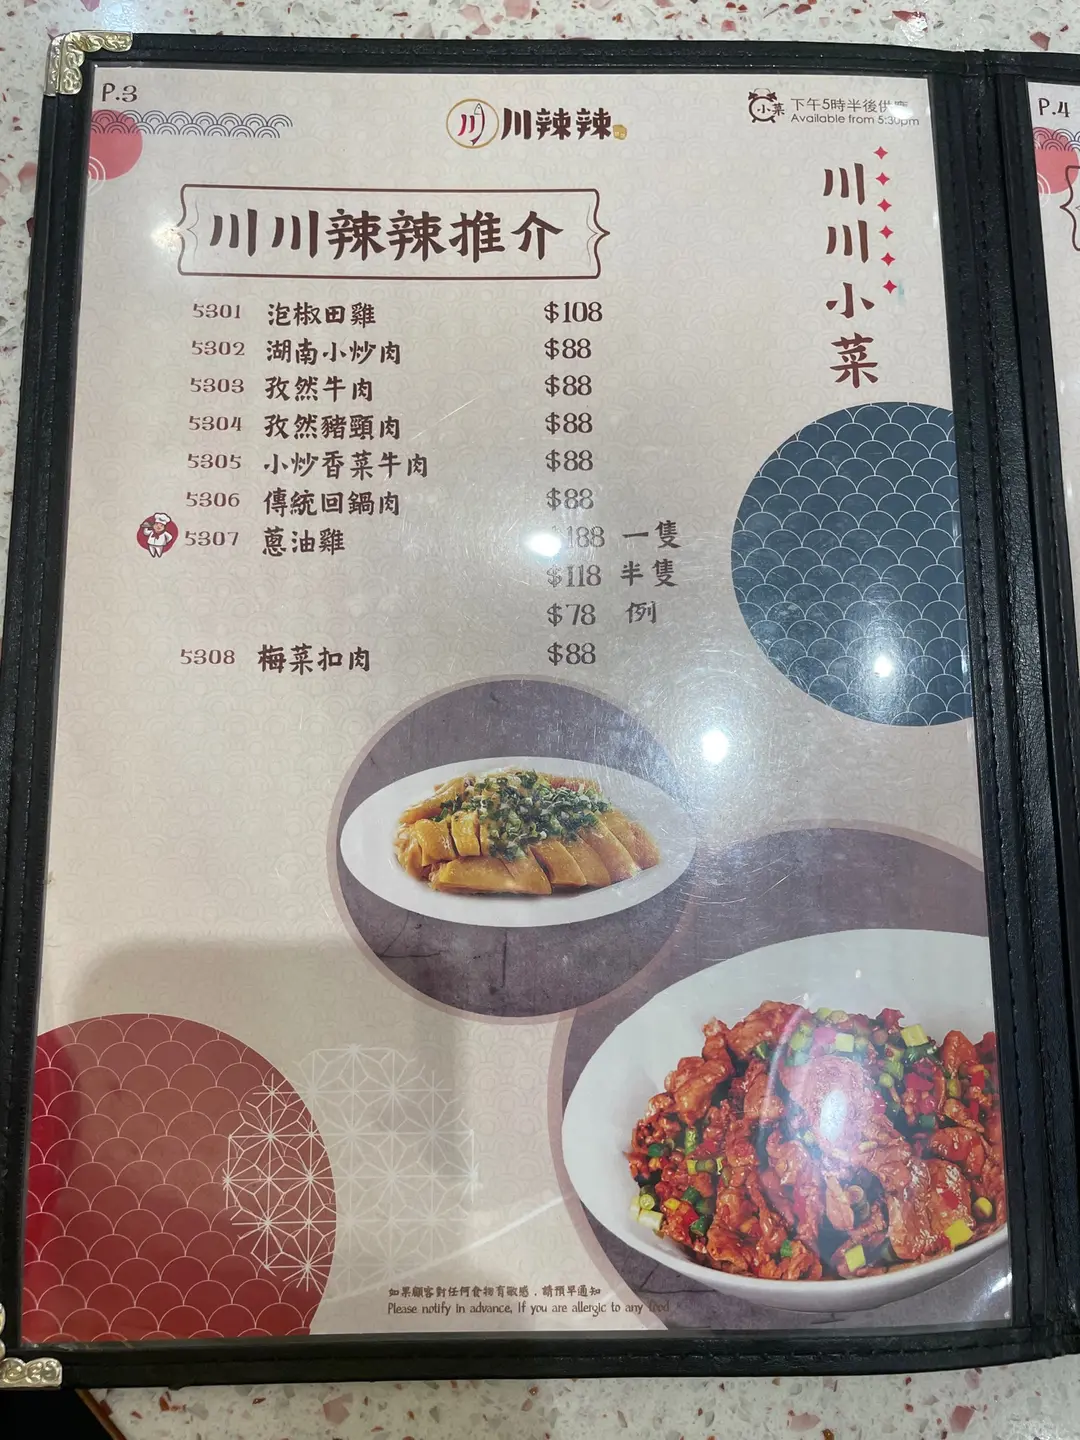 P.3
川辣辣
小菜 下午5時半後供應
Available from 5:30pm
P.4
川川小菜
川川辣辣推介
5301 泡椒田雞 $108
5302 湖南小炒肉 $88
5303 孜然牛肉 $88
5304 孜然豬頸肉 $88
5305 小炒香菜牛肉 $88
5306 傳統回鍋肉 $88
5307 蔥油雞 $188 一隻
$118 半隻
$78 例
5308 梅菜扣肉 $88
如果顧客對任何食物有敏感，請預早通知
Please notify in advance, If you are allergic to any food